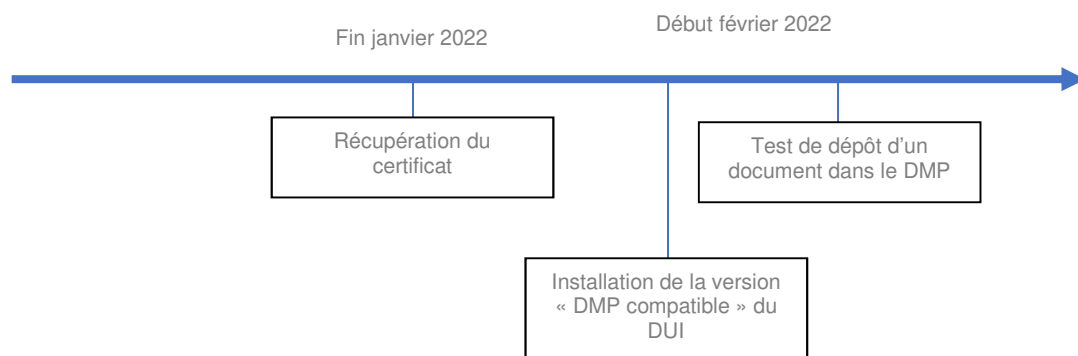 Fin janvier 2022
Début février 2022
Récupération du
certificat
Test de dépôt d'un
document dans le DMP
Installation de la version
« DMP compatible » du
DUI